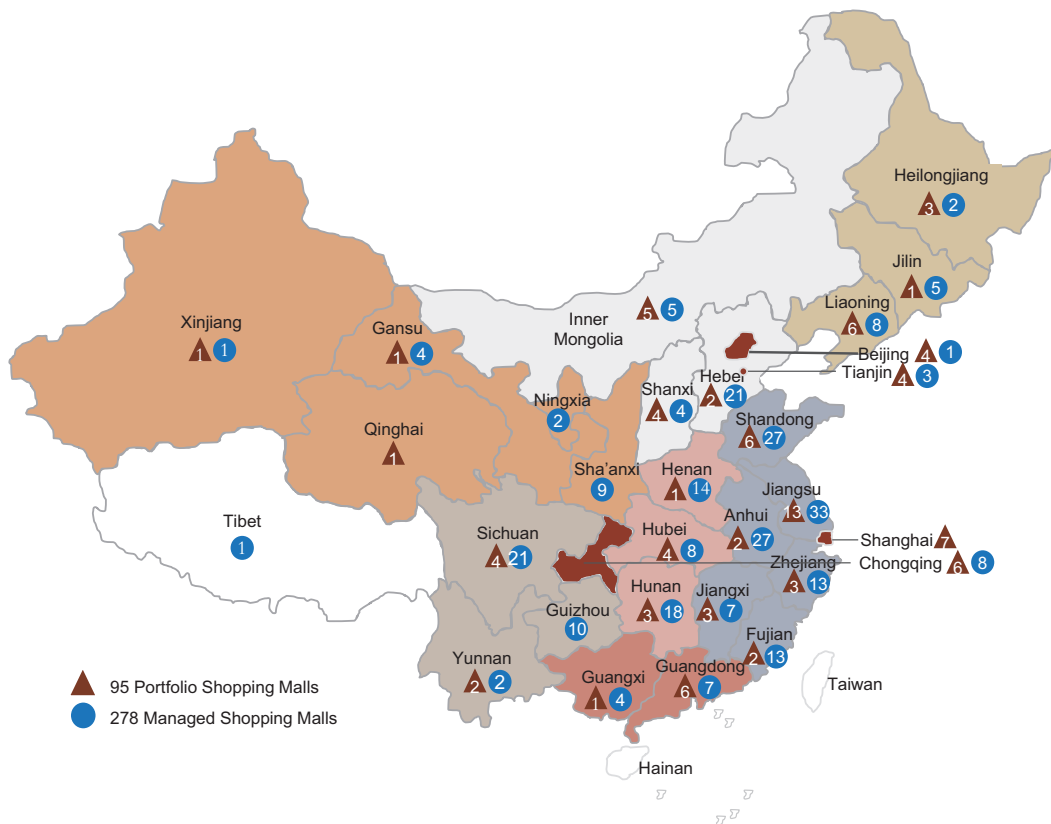 Heilongjiang
3 2
Jilin
1 5
Liaoning
6 8
Xinjiang
1 1
Gansu
1 4
Inner
Mongolia
5 5
Beijing 4 1
Tianjin 4 3
Hebei
2 21
Shanxi
4 4
Ningxia
2
Shandong
6 27
Qinghai
1
Sha'anxi
9
Henan
1 14
Jiangsu
13 33
Anhui
2 27
Tibet
1
Sichuan
4 21
Hubei
4 8
Shanghai 7
Chongqing 6 8
Zhejiang
3 13
Hunan
3 18
Jiangxi
3 7
Guizhou
10
Fujian
2 13
Yunnan
2 2
Guangxi
1 4
Guangdong
6 7
Taiwan
Hainan
95 Portfolio Shopping Malls
278 Managed Shopping Malls